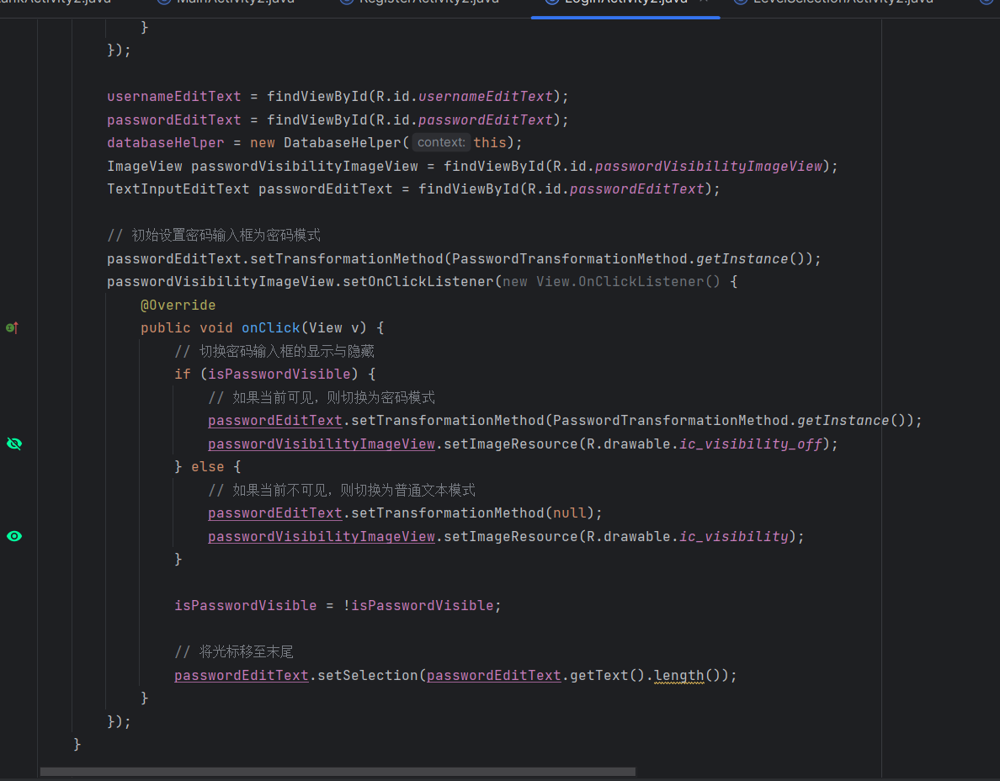 MainActivity2.java RegisterActivity2.java LoginActivity2.java LevelSelectionActivity2.java
}
});
usernameEditText = findViewById(R.id.usernameEditText);
passwordEditText = findViewById(R.id.passwordEditText);
databaseHelper = new DatabaseHelper( context: this);
ImageView passwordVisibilityImageView = findViewById(R.id.passwordVisibilityImageView);
TextInputEditText passwordEditText = findViewById(R.id.passwordEditText);
// 初始设置密码输入框为密码模式
passwordEditText.setTransformationMethod(PasswordTransformationMethod.getInstance());
passwordVisibilityImageView.setOnClickListener(new View.OnClickListener() {
@Override
public void onClick(View v) {
// 切换密码输入框的显示与隐藏
if (isPasswordVisible) {
// 如果当前可见，则切换为密码模式
passwordEditText.setTransformationMethod(PasswordTransformationMethod.getInstance());
passwordVisibilityImageView.setImageResource(R.drawable.ic_visibility_off);
} else {
// 如果当前不可见，则切换为普通文本模式
passwordEditText.setTransformationMethod(null);
passwordVisibilityImageView.setImageResource(R.drawable.ic_visibility);
}
isPasswordVisible = !isPasswordVisible;
// 将光标移至末尾
passwordEditText.setSelection(passwordEditText.getText().length());
}
});
}